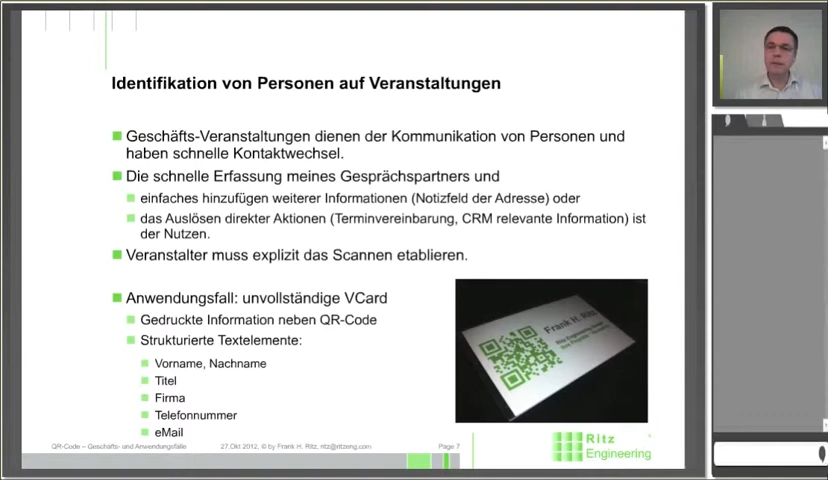 Identifikation von Personen auf Veranstaltungen
Geschäfts-Veranstaltungen dienen der Kommunikation von Personen und
haben schnelle Kontaktwechsel.
Die schnelle Erfassung meines Gesprächspartners und
einfaches hinzufügen weiterer Informationen (Notizfeld der Adresse) oder
das Auslösen direkter Aktionen (Terminvereinbarung, CRM relevante Information) ist
der Nutzen.
Veranstalter muss explizit das Scannen etablieren.
Anwendungsfall: unvollständige VCard
Gedruckte Information neben QR-Code
Strukturierte Textelemente:
Vorname, Nachname
Titel
Firma
Telefonnummer
eMail
Frank H. Ritz
Ritz Engineering
QR-Code – Geschäfts- und Anwendungsfälle 27.Okt 2012, © by Frank H. Ritz, ritz@ritzeng.com Page 7
Ritz
Engineering